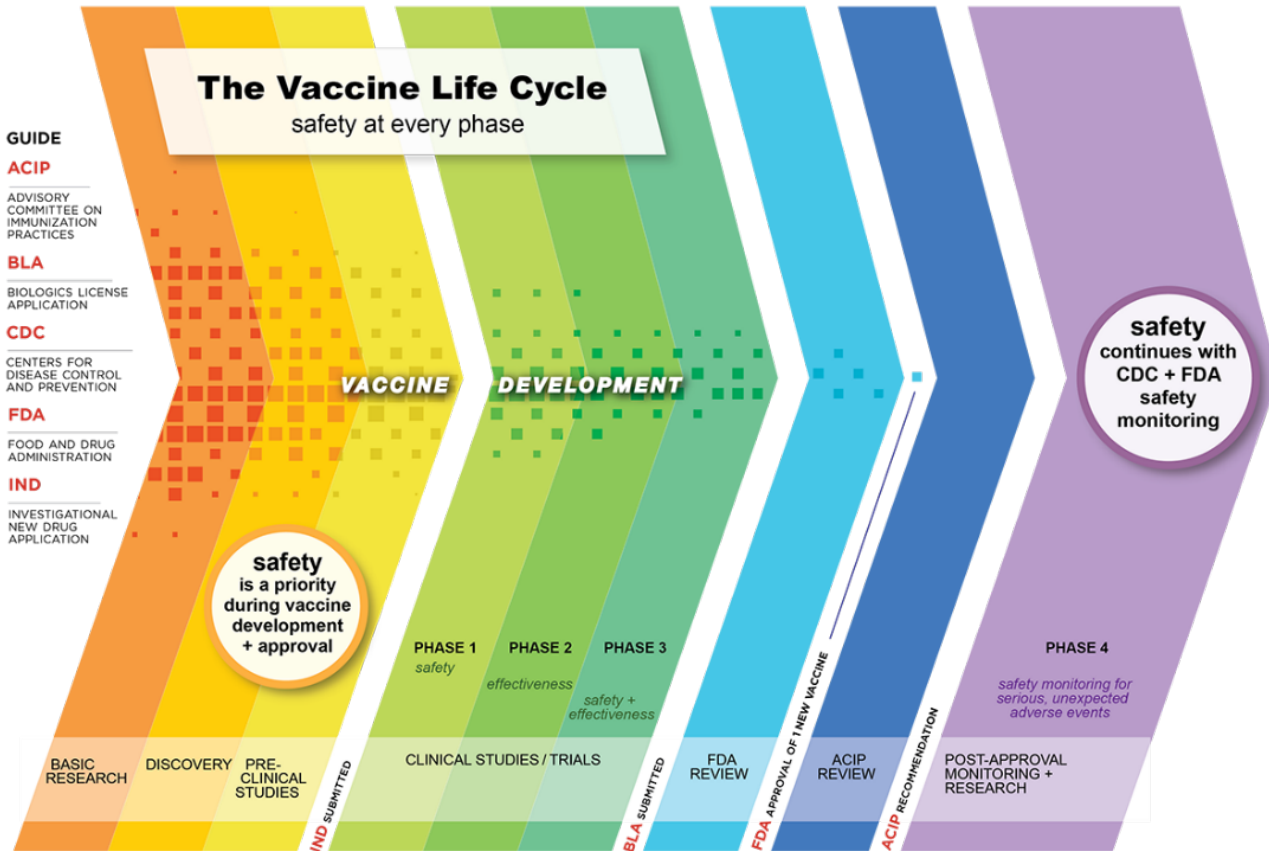 The Vaccine Life Cycle
safety at every phase
GUIDE
ACIP
ADVISORY
COMMITTEE ON
IMMUNIZATION
PRACTICES
BLA
BIOLOGICS LICENSE
APPLICATION
CDC
CENTERS FOR
DISEASE CONTROL
AND PREVENTION
FDA
FOOD AND DRUG
ADMINISTRATION
IND
INVESTIGATIONAL
NEW DRUG
APPLICATION
VACCINE DEVELOPMENT
safety
is a priority
during vaccine
development
+ approval
safety
continues with
CDC + FDA
safety
monitoring
PHASE 1
safety
PHASE 2
effectiveness
PHASE 3
safety +
effectiveness
PHASE 4
safety monitoring for
serious, unexpected
adverse events
BASIC
RESEARCH
DISCOVERY
PRE-
CLINICAL
STUDIES
IND SUBMITTED
CLINICAL STUDIES / TRIALS
BLA SUBMITTED
FDA
REVIEW
FDA APPROVAL OF 1 NEW VACCINE
ACIP
REVIEW
ACIP RECOMMENDATION
POST-APPROVAL
MONITORING +
RESEARCH